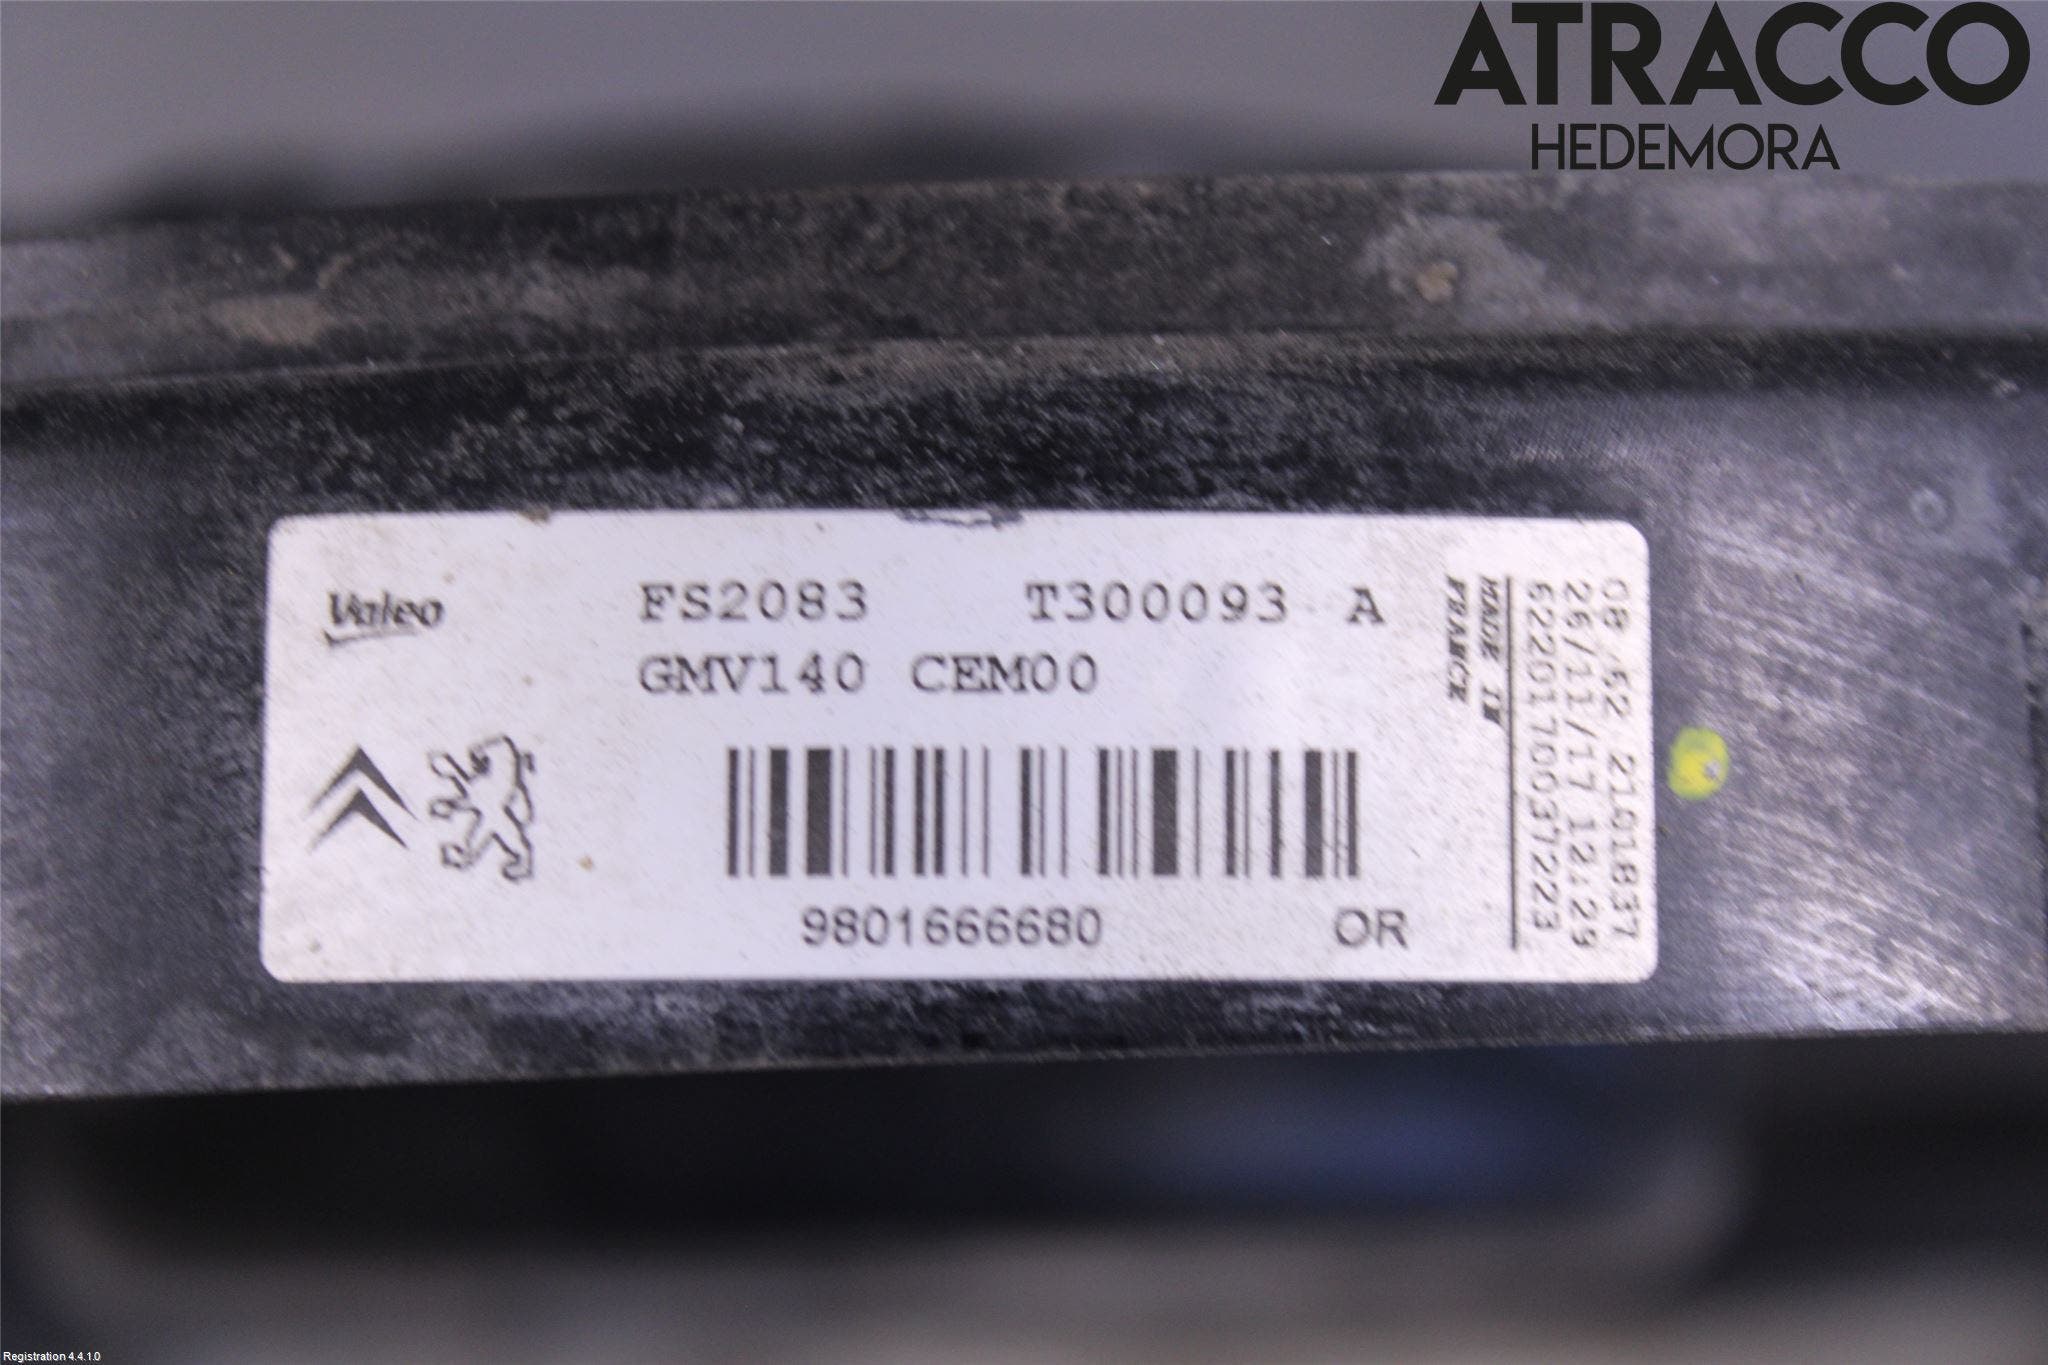 ATRACCO
HEDEMORA
Valeo
FS2083 T300093 A
GMV140 CEM00
9801666680 OR
MADE IN
FRANCE
08 52 2101837
26/11/17 12:29
6220170037223
Registration 4.4.1.0